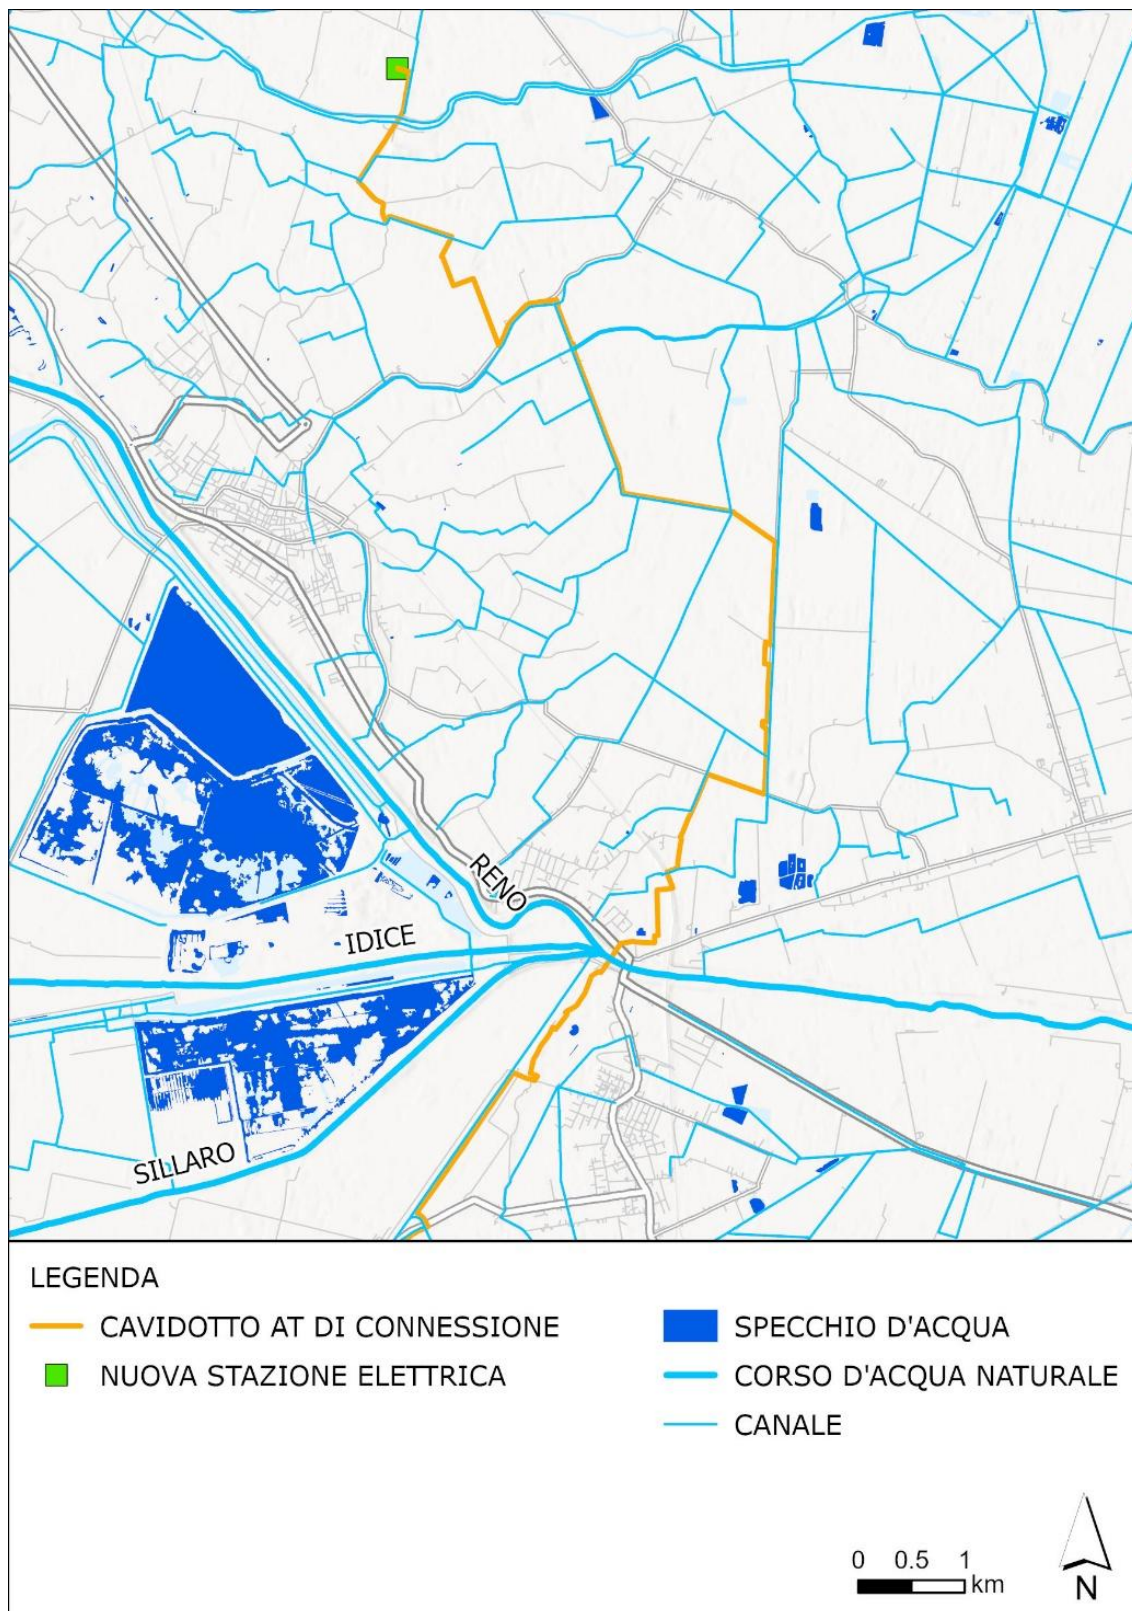 RENO
IDICE
SILLARO
LEGENDA
CAVIDOTTO AT DI CONNESSIONE
NUOVA STAZIONE ELETTRICA
SPECCHIO D'ACQUA
CORSO D'ACQUA NATURALE
CANALE
0 0.5 1
km
N